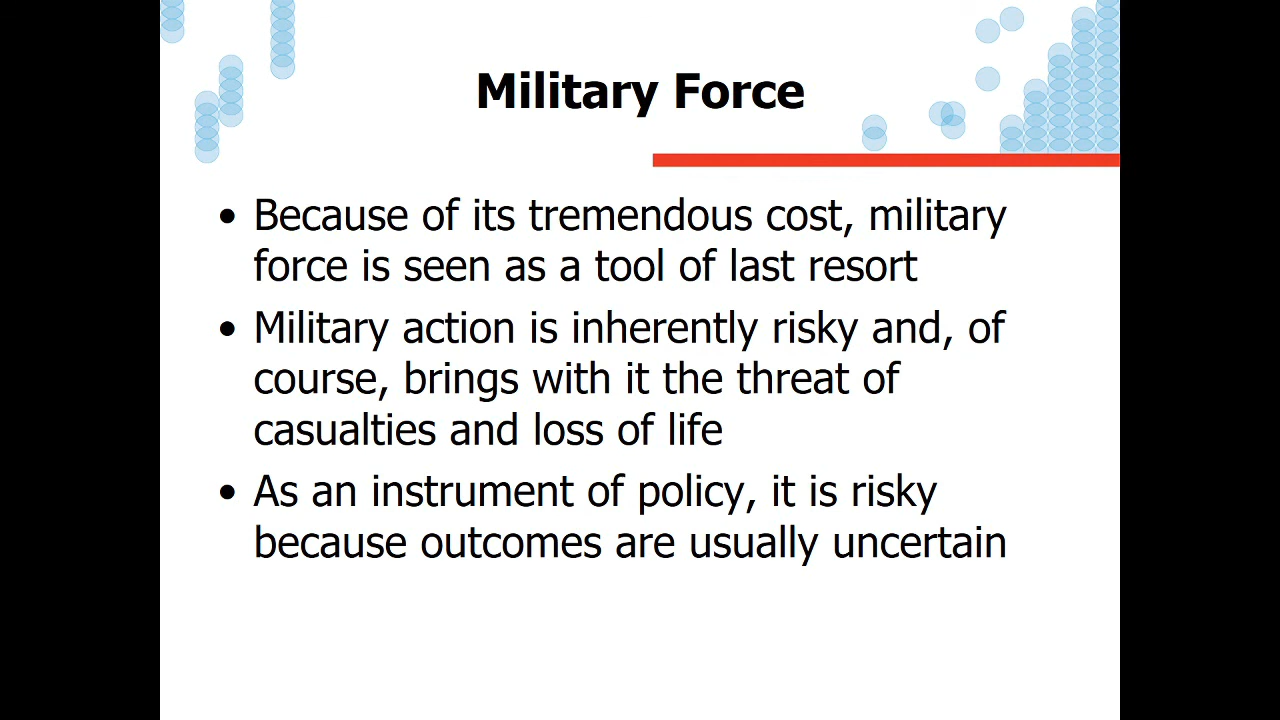 Military Force
• Because of its tremendous cost, military
force is seen as a tool of last resort
• Military action is inherently risky and, of
course, brings with it the threat of
casualties and loss of life
• As an instrument of policy, it is risky
because outcomes are usually uncertain